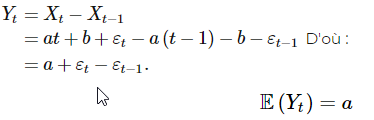 Y_t = X_t − X_{t−1}
= at + b + ε_t − a (t − 1) − b − ε_{t−1} D'où :
= a + ε_t − ε_{t−1}.
𝔼 (Y_t) = a